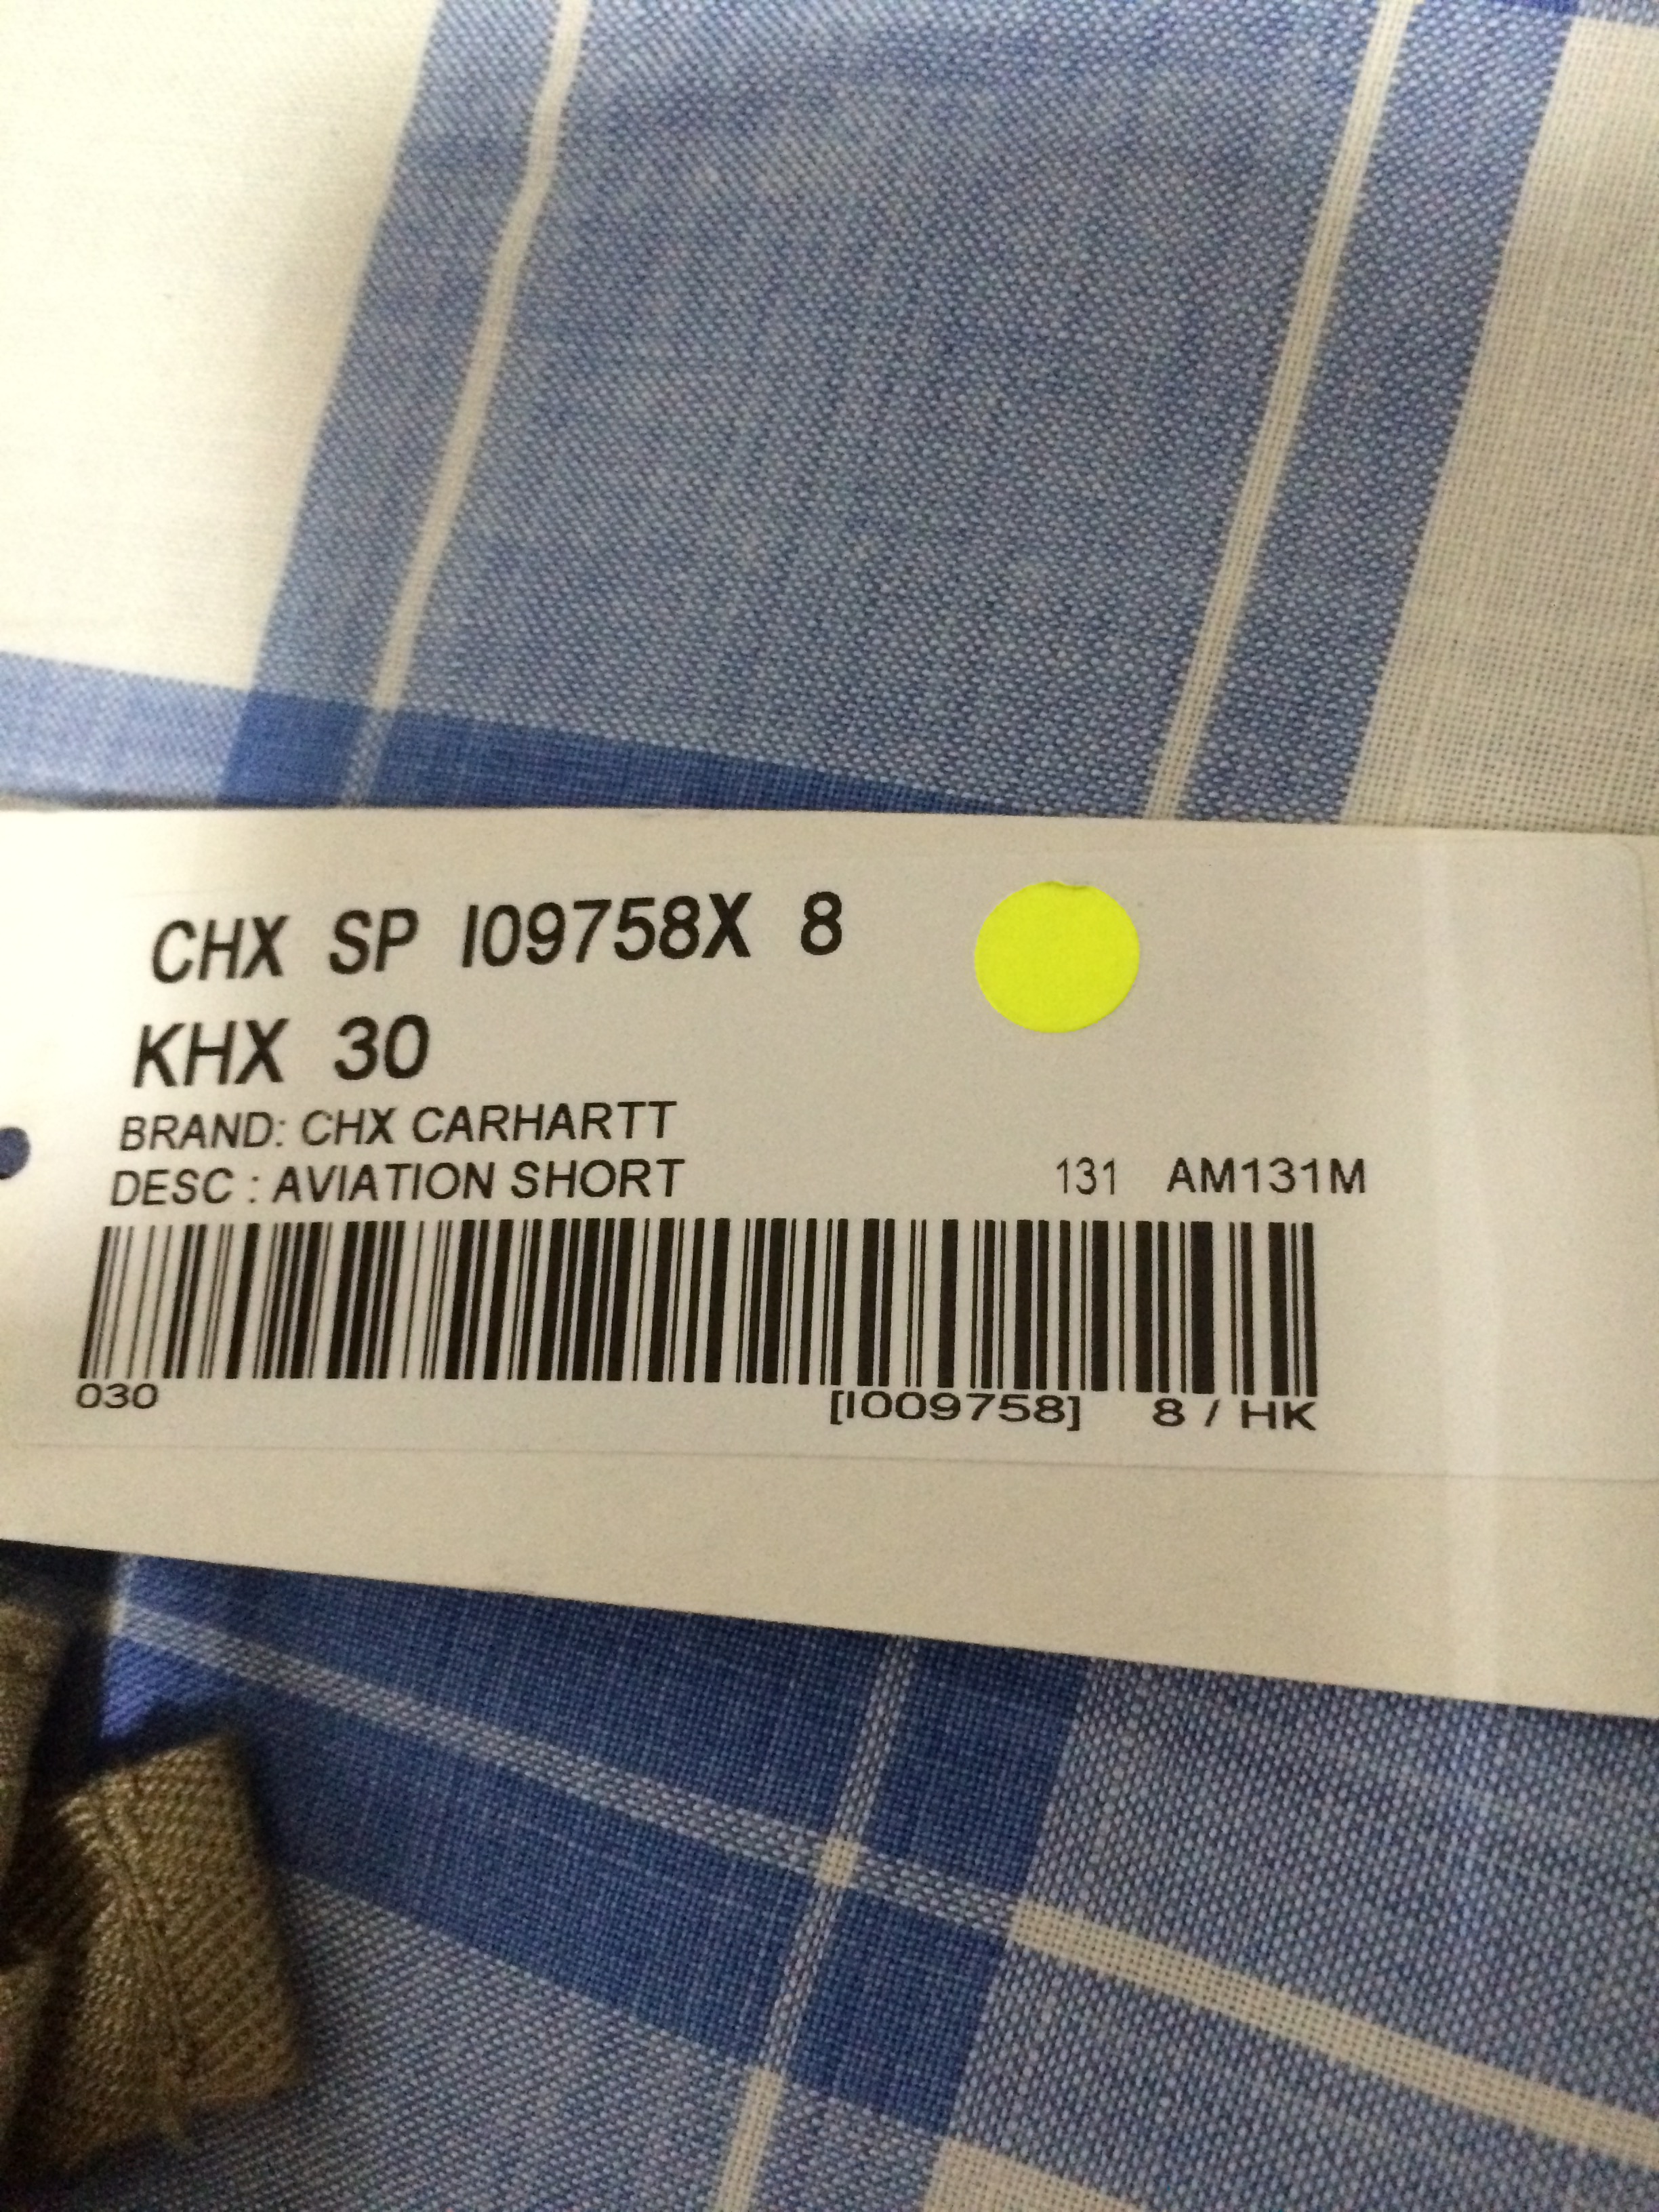 CHX SP I09758X 8
KHX 30
BRAND: CHX CARHARTT
DESC : AVIATION SHORT 131 AM131M
030 [I009758] 8 / HK